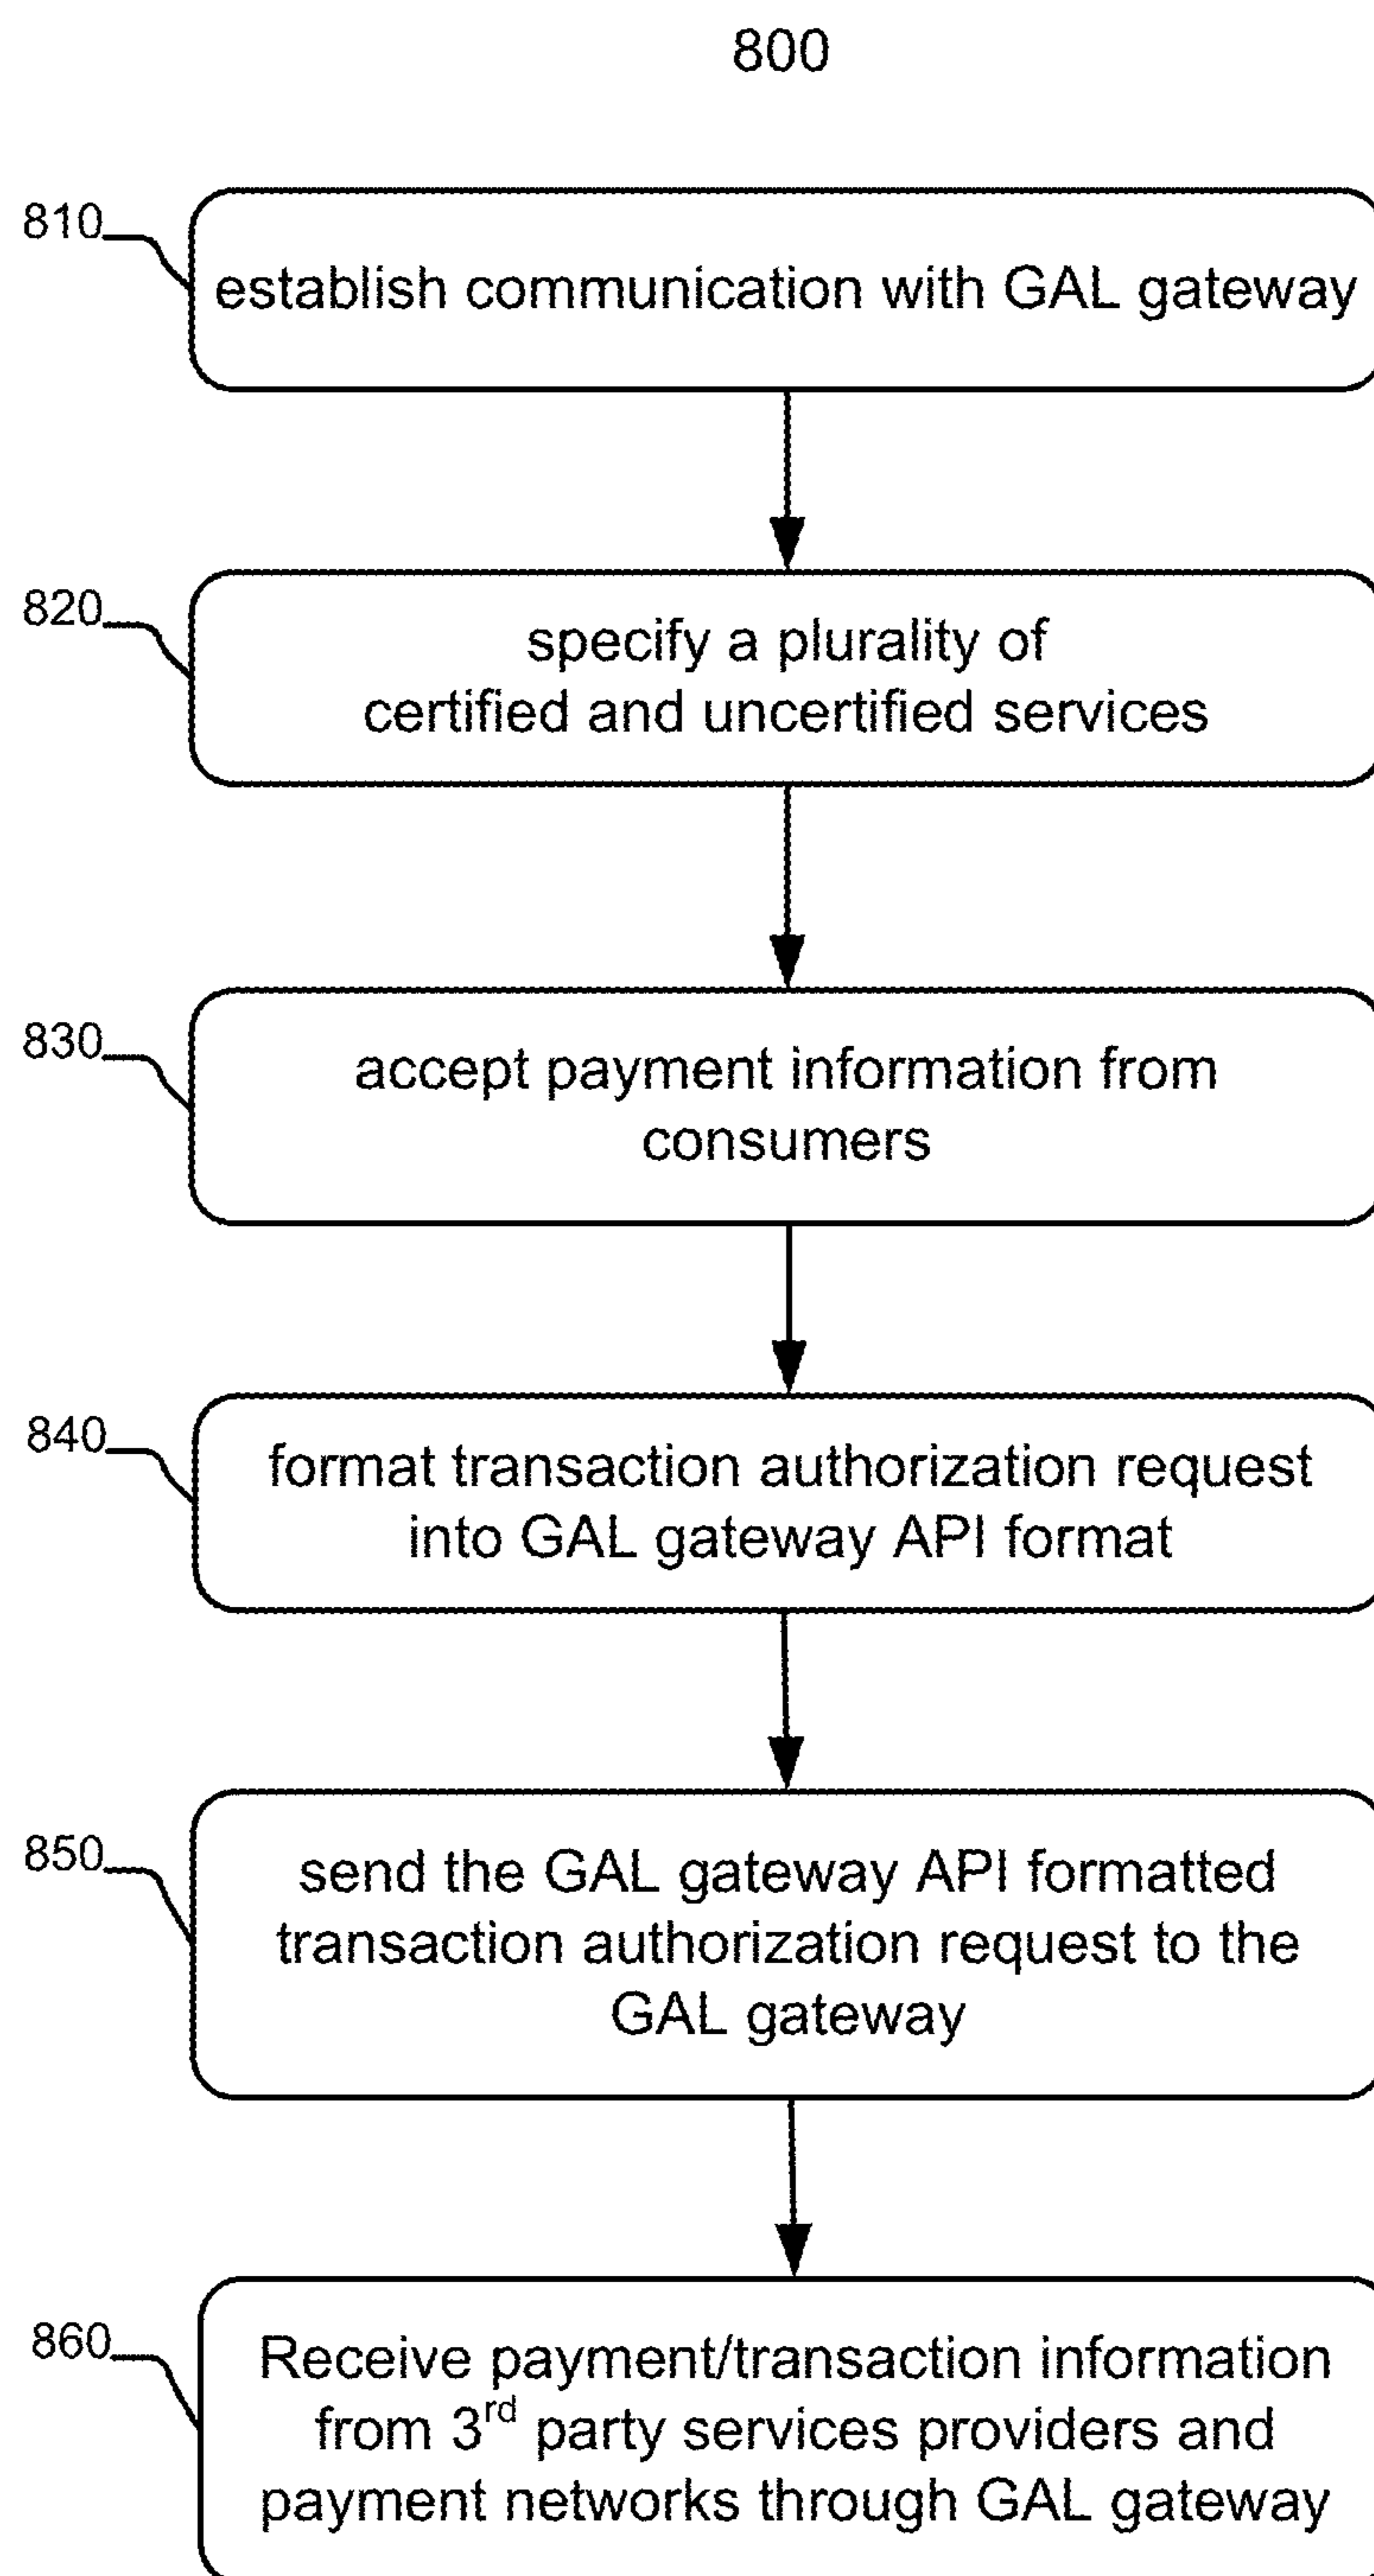 800
810
establish communication with GAL gateway
820
specify a plurality of
certified and uncertified services
830
accept payment information from
consumers
840
format transaction authorization request
into GAL gateway API format
850
send the GAL gateway API formatted
transaction authorization request to the
GAL gateway
860
Receive payment/transaction information
from 3rd party services providers and
payment networks through GAL gateway